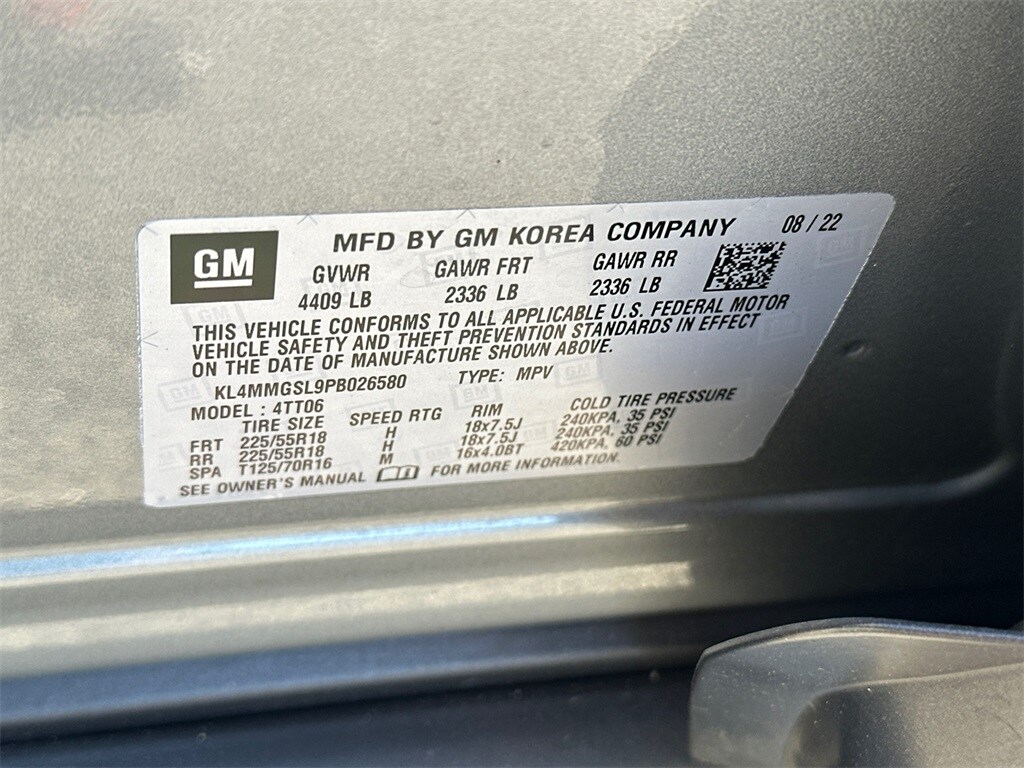 GM
MFD BY GM KOREA COMPANY 08 / 22
GVWR GAWR FRT GAWR RR
4409 LB 2336 LB 2336 LB
THIS VEHICLE CONFORMS TO ALL APPLICABLE U.S. FEDERAL MOTOR
VEHICLE SAFETY AND THEFT PREVENTION STANDARDS IN EFFECT
ON THE DATE OF MANUFACTURE SHOWN ABOVE.
KL4MMGSL9PB026580 TYPE: MPV
MODEL : 4TT06
TIRE SIZE SPEED RTG RIM COLD TIRE PRESSURE
FRT 225/55R18 H 18x7.5J 240KPA, 35 PSI
RR 225/55R18 H 18x7.5J 240KPA, 35 PSI
SPA T125/70R16 M 16x4.0BT 420KPA, 60 PSI
SEE OWNER'S MANUAL FOR MORE INFORMATION.